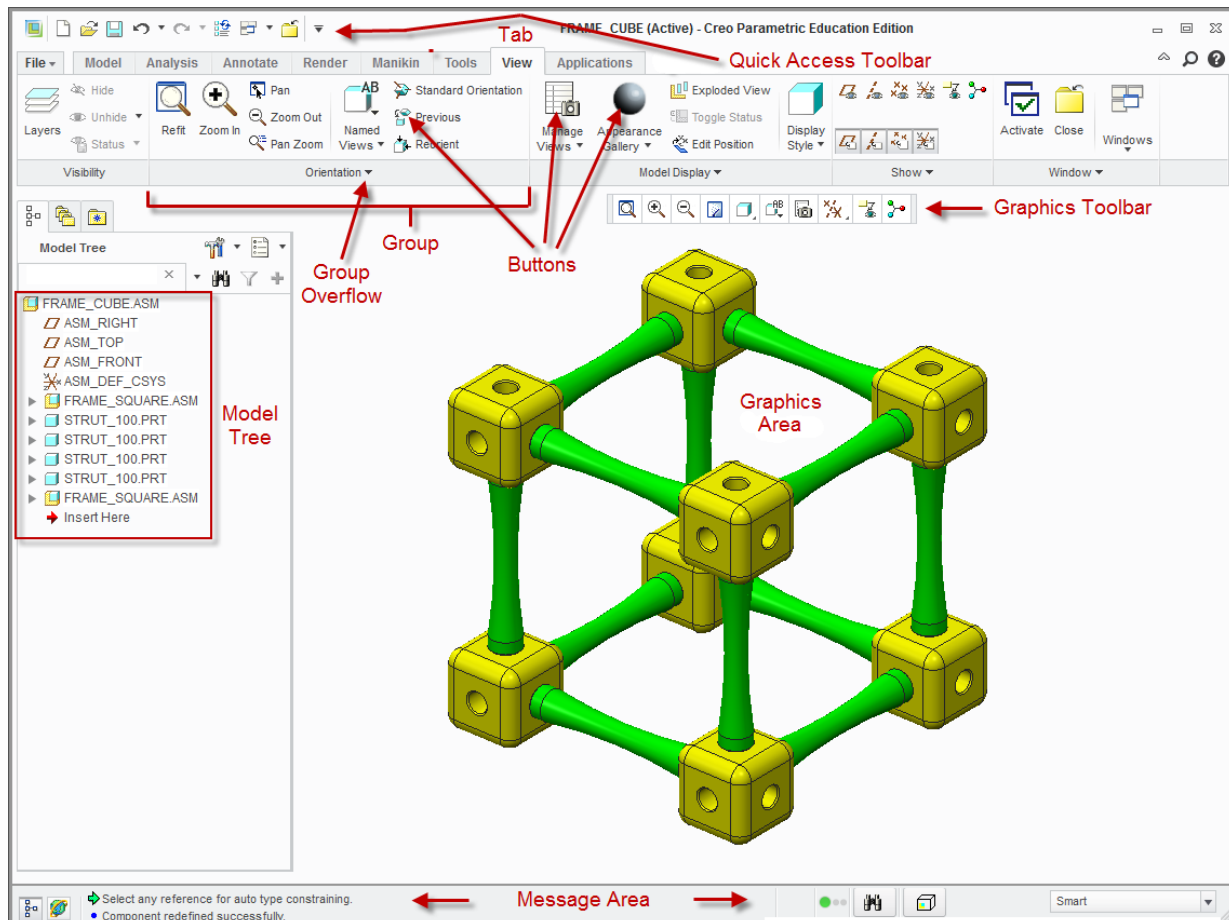 FRAME_CUBE (Active) - Creo Parametric Education Edition
Tab
Quick Access Toolbar
File Model Analysis Annotate Render Manikin Tools View Applications
Layers
Hide
Unhide
Status
Visibility
Refit
Zoom In
Pan
Zoom Out
Pan Zoom
AB
Named
Views
Standard Orientation
Previous
Reorient
Orientation
Manage
Views
Appearance
Gallery
Exploded View
Toggle Status
Edit Position
Display
Style
Model Display
Show
Activate
Close
Windows
Window
Graphics Toolbar
Group
Group
Overflow
Buttons
Model Tree
FRAME_CUBE.ASM
ASM_RIGHT
ASM_TOP
ASM_FRONT
ASM_DEF_CSYS
FRAME_SQUARE.ASM
STRUT_100.PRT
STRUT_100.PRT
STRUT_100.PRT
STRUT_100.PRT
FRAME_SQUARE.ASM
Insert Here
Model
Tree
Graphics
Area
Select any reference for auto type constraining.
Component redefined successfully.
Message Area
Smart